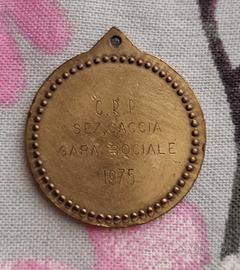 C.R.P.
SEZ. CACCIA
GARA SOCIALE
1975